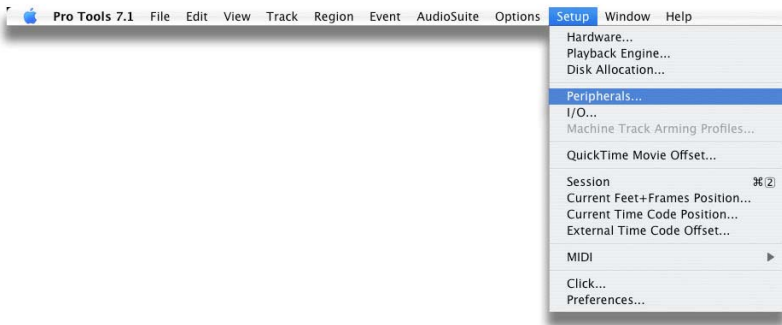 Pro Tools 7.1 File Edit View Track Region Event AudioSuite Options Setup Window Help
Hardware...
Playback Engine...
Disk Allocation...
Peripherals...
I/O...
Machine Track Arming Profiles...
QuickTime Movie Offset...
Session ⌘2
Current Feet+Frames Position...
Current Time Code Position...
External Time Code Offset...
MIDI
Click...
Preferences...